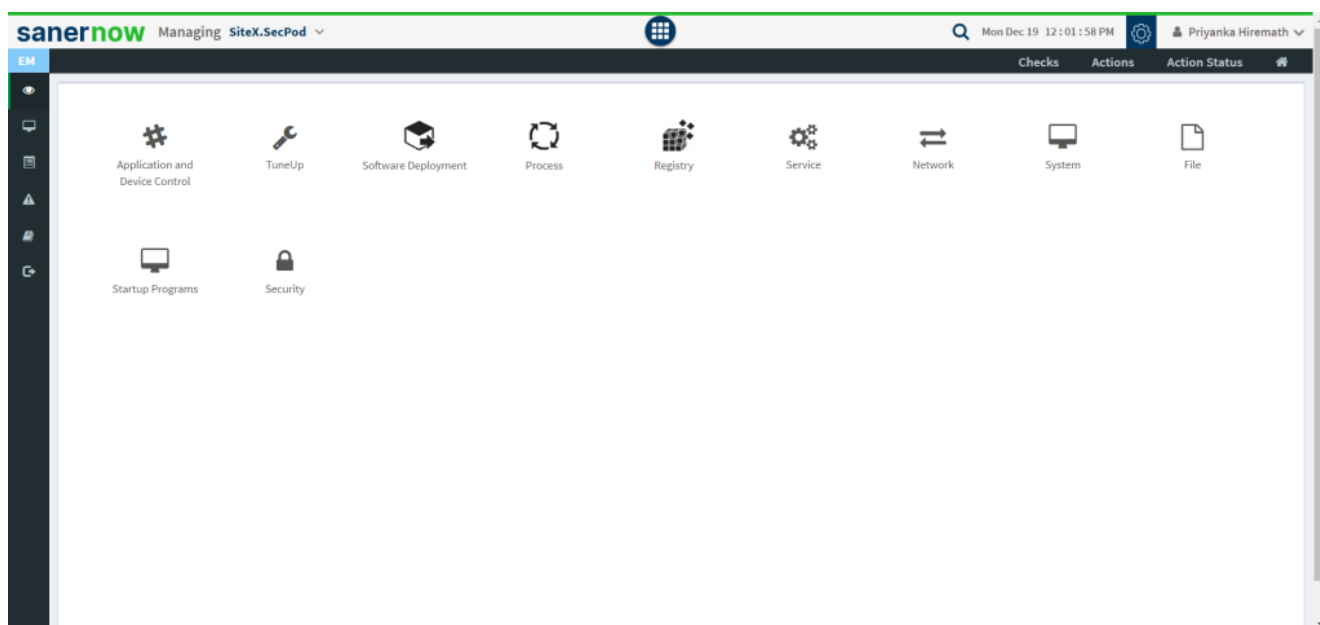 sanernow Managing SiteX.SecPod Mon Dec 19 12:01:58 PM Priyanka Hiremath
EM Checks Actions Action Status
Application and
Device Control
TuneUp
Software Deployment
Process
Registry
Service
Network
System
File
Startup Programs
Security